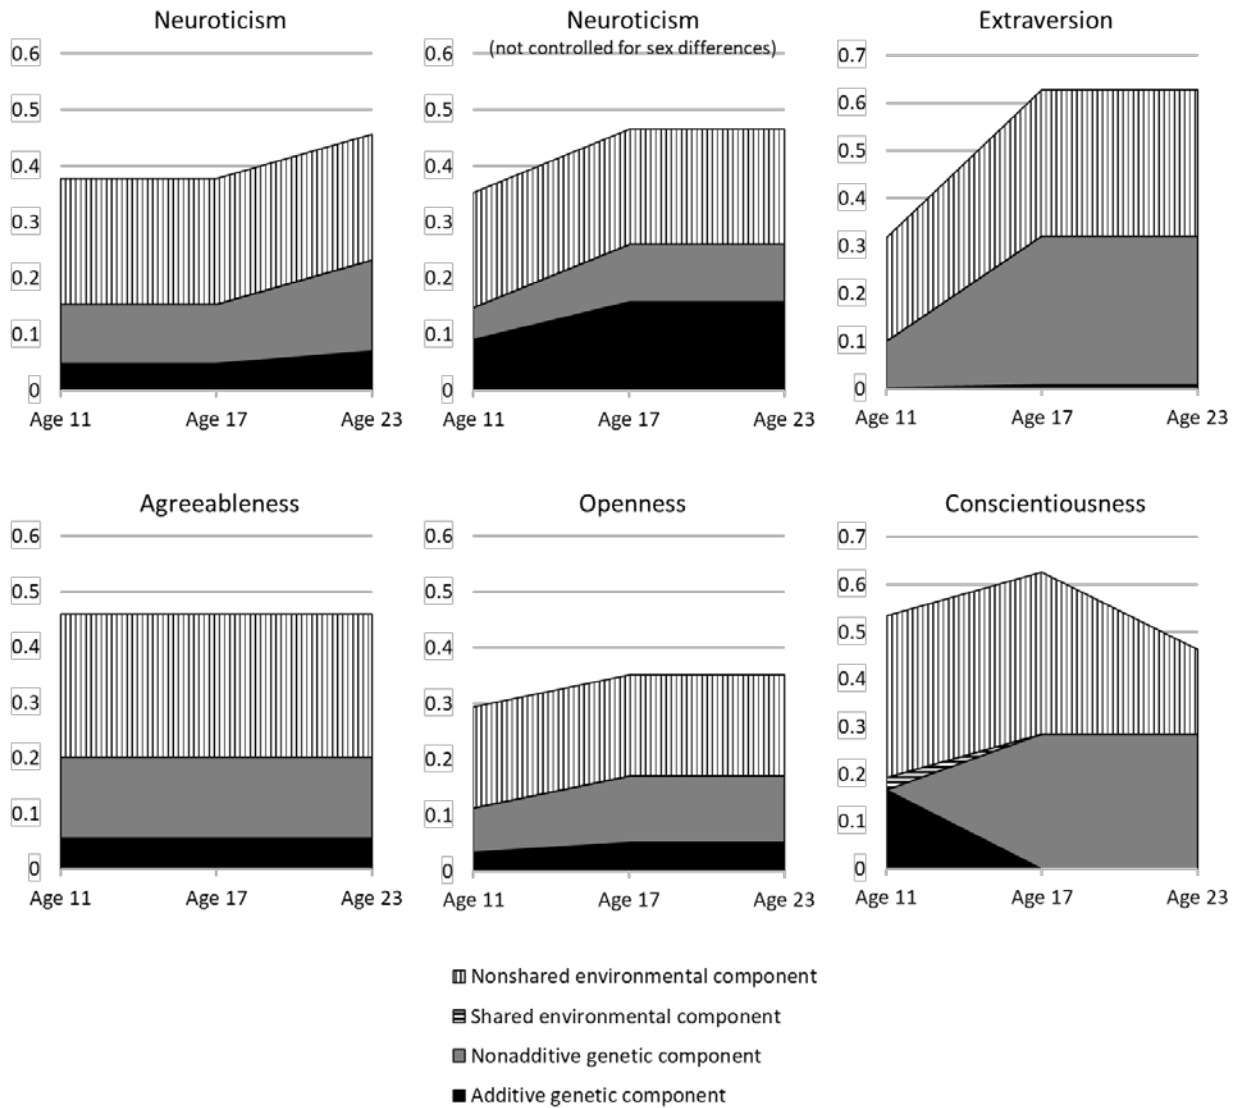 Neuroticism
0.6
0.5
0.4
0.3
0.2
0.1
0
Age 11 Age 17 Age 23
Neuroticism
(not controlled for sex differences)
0.6
0.5
0.4
0.3
0.2
0.1
0
Age 11 Age 17 Age 23
Extraversion
0.7
0.6
0.5
0.4
0.3
0.2
0.1
0
Age 11 Age 17 Age 23
Agreeableness
0.6
0.5
0.4
0.3
0.2
0.1
0
Age 11 Age 17 Age 23
Openness
0.6
0.5
0.4
0.3
0.2
0.1
0
Age 11 Age 17 Age 23
Conscientiousness
0.7
0.6
0.5
0.4
0.3
0.2
0.1
0
Age 11 Age 17 Age 23
Nonshared environmental component
Shared environmental component
Nonadditive genetic component
Additive genetic component